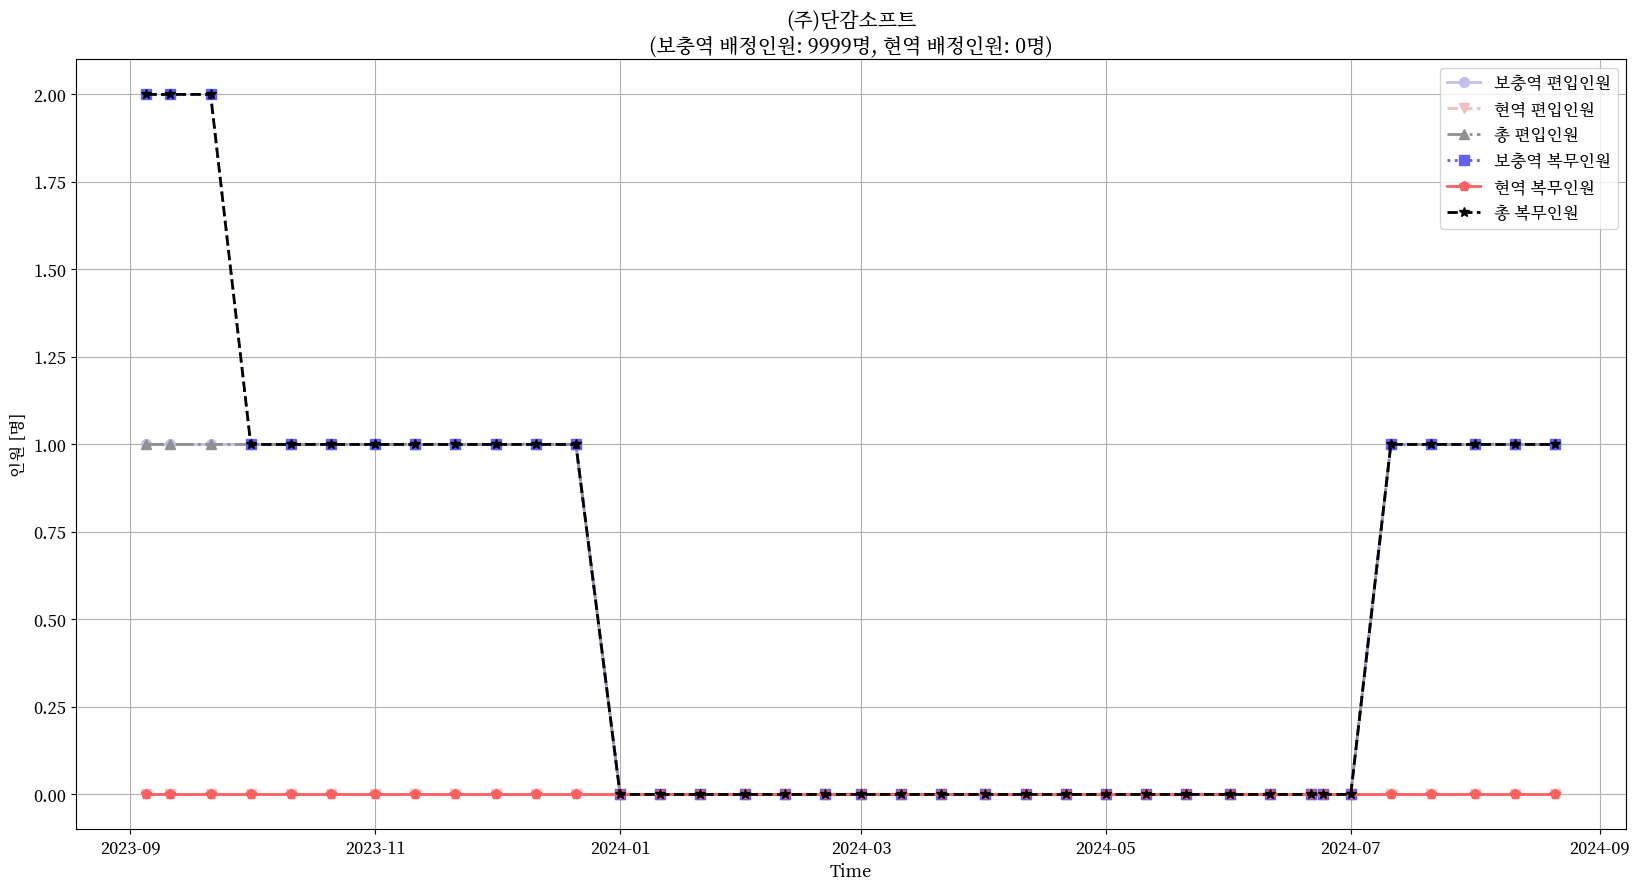 (주)단감소프트
(보충역 배정인원: 9999명, 현역 배정인원: 0명)
보충역 편입인원
현역 편입인원
총 편입인원
보충역 복무인원
현역 복무인원
총 복무인원
2.00
1.75
1.50
1.25
1.00
0.75
0.50
0.25
0.00
인원 [명]
2023-09
2023-11
2024-01
2024-03
2024-05
2024-07
2024-09
Time